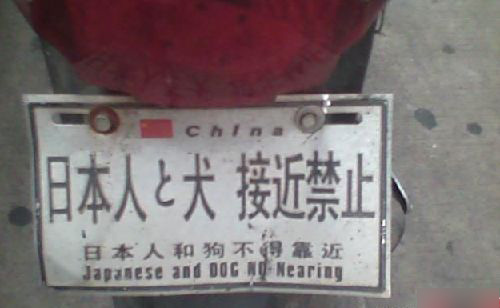 China
日本人と犬 接近禁止
日本人和狗不得靠近
Japanese and DOG NO Nearing